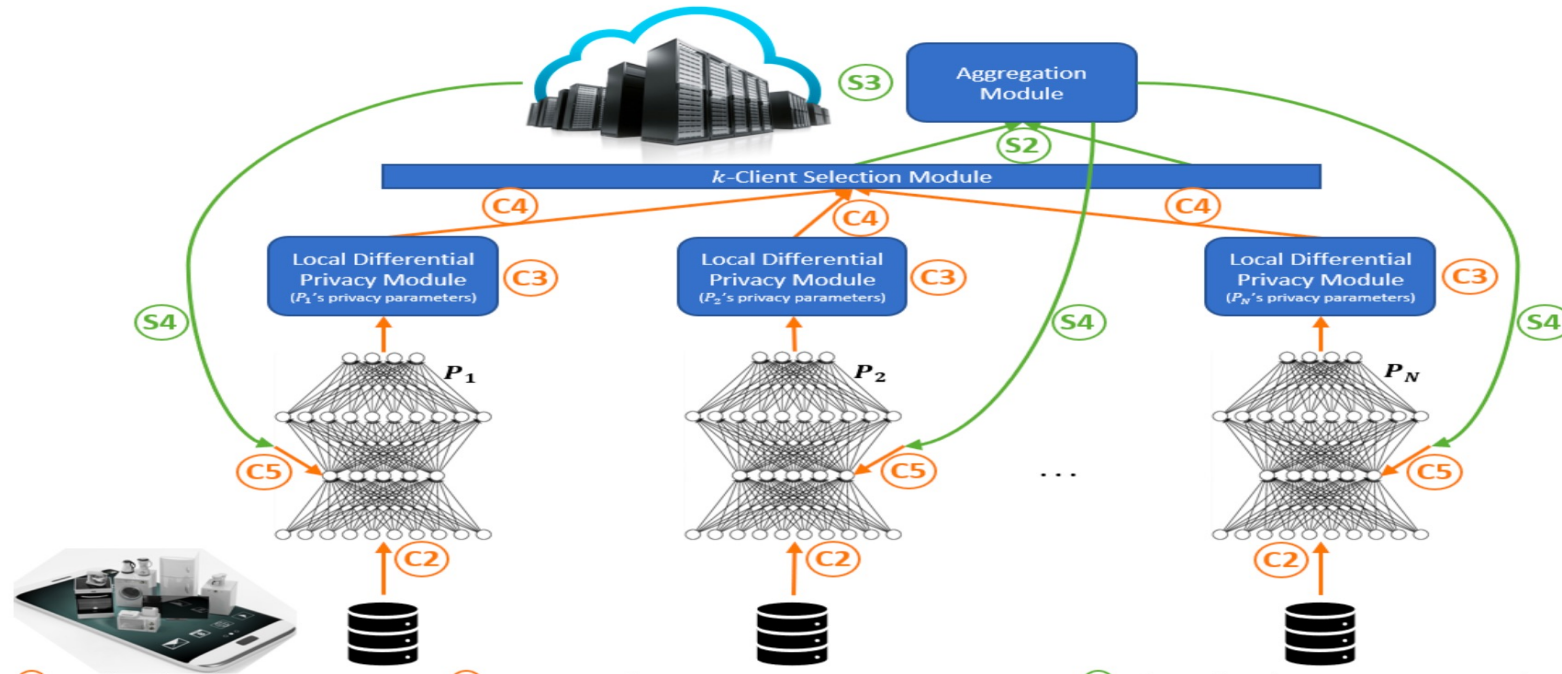 S3
Aggregation
Module
S2
k-Client Selection Module
C4
C4
C4
Local Differential
Privacy Module
(P₁'s privacy parameters)
C3
Local Differential
Privacy Module
(P₂'s privacy parameters)
C3
Local Differential
Privacy Module
(P_N's privacy parameters)
C3
S4
S4
S4
P₁
P₂
P_N
C5
C5
...
C5
C2
C2
C2